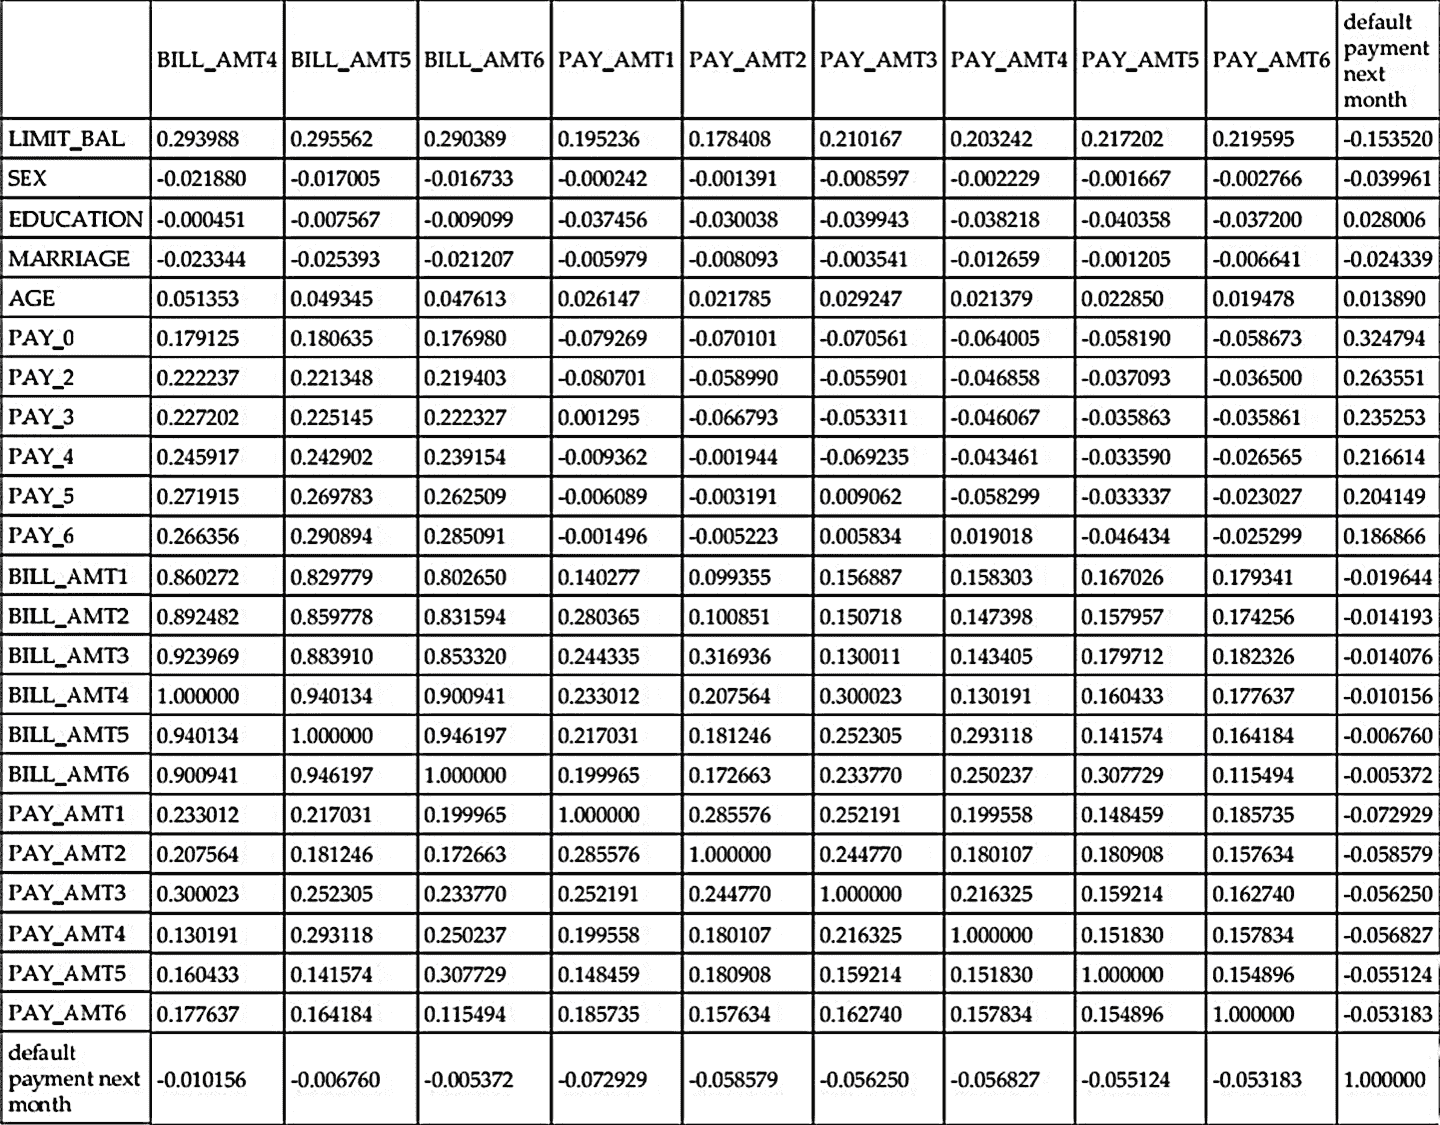 default
payment
next
month
BILL_AMT4 BILL_AMT5 BILL_AMT6 PAY_AMT1 PAY_AMT2 PAY_AMT3 PAY_AMT4 PAY_AMT5 PAY_AMT6
LIMIT_BAL 0.293988 0.295562 0.290389 0.195236 0.178408 0.210167 0.203242 0.217202 0.219595 -0.153520
SEX -0.021880 -0.017005 -0.016733 -0.000242 -0.001391 -0.008597 -0.002229 -0.001667 -0.002766 -0.039961
EDUCATION -0.000451 -0.007567 -0.009099 -0.037456 -0.030038 -0.039943 -0.038218 -0.040358 -0.037200 0.028006
MARRIAGE -0.023344 -0.025393 -0.021207 -0.005979 -0.008093 -0.003541 -0.012659 -0.001205 -0.006641 -0.024339
AGE 0.051353 0.049345 0.047613 0.026147 0.021785 0.029247 0.021379 0.022850 0.019478 0.013890
PAY_0 0.179125 0.180635 0.176980 -0.079269 -0.070101 -0.070561 -0.064005 -0.058190 -0.058673 0.324794
PAY_2 0.222237 0.221348 0.219403 -0.080701 -0.058990 -0.055901 -0.046858 -0.037093 -0.036500 0.263551
PAY_3 0.227202 0.225145 0.222327 0.001295 -0.066793 -0.053311 -0.046067 -0.035863 -0.035861 0.235253
PAY_4 0.245917 0.242902 0.239154 -0.009362 -0.001944 -0.069235 -0.043461 -0.033590 -0.026565 0.216614
PAY_5 0.271915 0.269783 0.262509 -0.006089 -0.003191 0.009062 -0.058299 -0.033337 -0.023027 0.204149
PAY_6 0.266356 0.290894 0.285091 -0.001496 -0.005223 0.005834 0.019018 -0.046434 -0.025299 0.186866
BILL_AMT1 0.860272 0.829779 0.802650 0.140277 0.099355 0.156887 0.158303 0.167026 0.179341 -0.019644
BILL_AMT2 0.892482 0.859778 0.831594 0.280365 0.100851 0.150718 0.147398 0.157957 0.174256 -0.014193
BILL_AMT3 0.923969 0.883910 0.853320 0.244335 0.316936 0.130011 0.143405 0.179712 0.182326 -0.014076
BILL_AMT4 1.000000 0.940134 0.900941 0.233012 0.207564 0.300023 0.130191 0.160433 0.177637 -0.010156
BILL_AMT5 0.940134 1.000000 0.946197 0.217031 0.181246 0.252305 0.293118 0.141574 0.164184 -0.006760
BILL_AMT6 0.900941 0.946197 1.000000 0.199965 0.172663 0.233770 0.250237 0.307729 0.115494 -0.005372
PAY_AMT1 0.233012 0.217031 0.199965 1.000000 0.285576 0.252191 0.199558 0.148459 0.185735 -0.072929
PAY_AMT2 0.207564 0.181246 0.172663 0.285576 1.000000 0.244770 0.180107 0.180908 0.157634 -0.058579
PAY_AMT3 0.300023 0.252305 0.233770 0.252191 0.244770 1.000000 0.216325 0.159214 0.162740 -0.056250
PAY_AMT4 0.130191 0.293118 0.250237 0.199558 0.180107 0.216325 1.000000 0.151830 0.157834 -0.056827
PAY_AMT5 0.160433 0.141574 0.307729 0.148459 0.180908 0.159214 0.151830 1.000000 0.154896 -0.055124
PAY_AMT6 0.177637 0.164184 0.115494 0.185735 0.157634 0.162740 0.157834 0.154896 1.000000 -0.053183
default
payment next -0.010156 -0.006760 -0.005372 -0.072929 -0.058579 -0.056250 -0.056827 -0.055124 -0.053183 1.000000
month